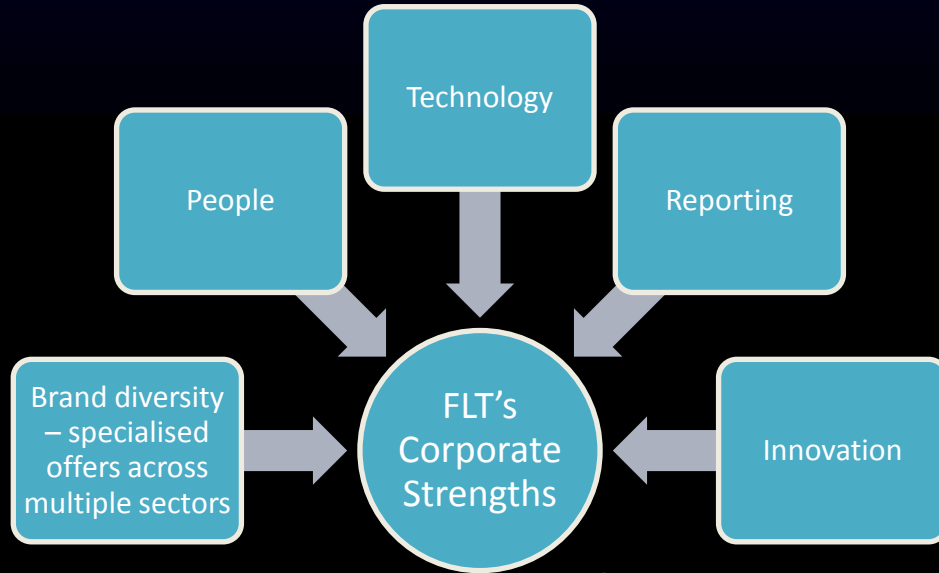 Technology
People
Reporting
Brand diversity
– specialised
offers across
multiple sectors
FLT’s
Corporate
Strengths
Innovation